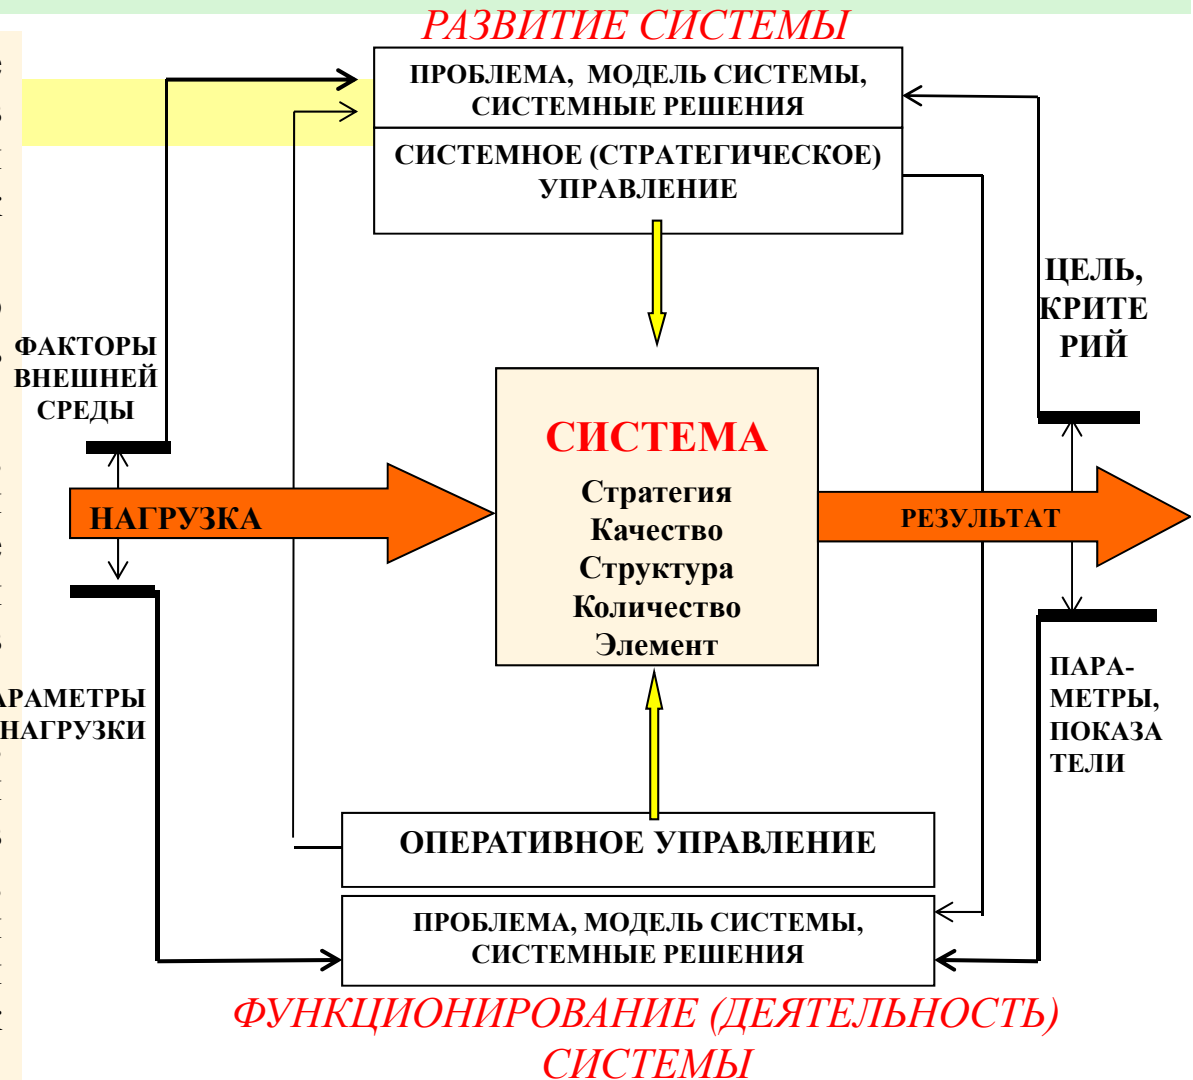 РАЗВИТИЕ СИСТЕМЫ
ПРОБЛЕМА, МОДЕЛЬ СИСТЕМЫ,
СИСТЕМНЫЕ РЕШЕНИЯ
СИСТЕМНОЕ (СТРАТЕГИЧЕСКОЕ)
УПРАВЛЕНИЕ
ЦЕЛЬ,
КРИТЕ
РИЙ
ФАКТОРЫ
ВНЕШНЕЙ
СРЕДЫ
СИСТЕМА
Стратегия
Качество
Структура
Количество
Элемент
НАГРУЗКА
РЕЗУЛЬТАТ
АРАМЕТРЫ
НАГРУЗКИ
ПАРА-
МЕТРЫ,
ПОКАЗА
ТЕЛИ
ОПЕРАТИВНОЕ УПРАВЛЕНИЕ
ПРОБЛЕМА, МОДЕЛЬ СИСТЕМЫ,
СИСТЕМНЫЕ РЕШЕНИЯ
ФУНКЦИОНИРОВАНИЕ (ДЕЯТЕЛЬНОСТЬ)
СИСТЕМЫ